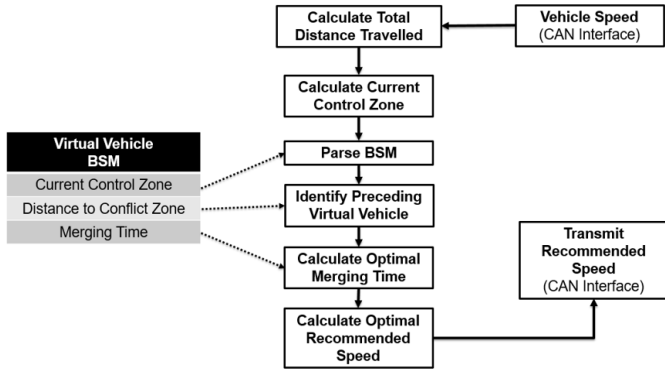 Calculate Total
Distance Travelled
Vehicle Speed
(CAN Interface)
Calculate Current
Control Zone
Virtual Vehicle
BSM
Current Control Zone
Distance to Conflict Zone
Merging Time
Parse BSM
Identify Preceding
Virtual Vehicle
Calculate Optimal
Merging Time
Calculate Optimal
Recommended
Speed
Transmit
Recommended
Speed
(CAN Interface)